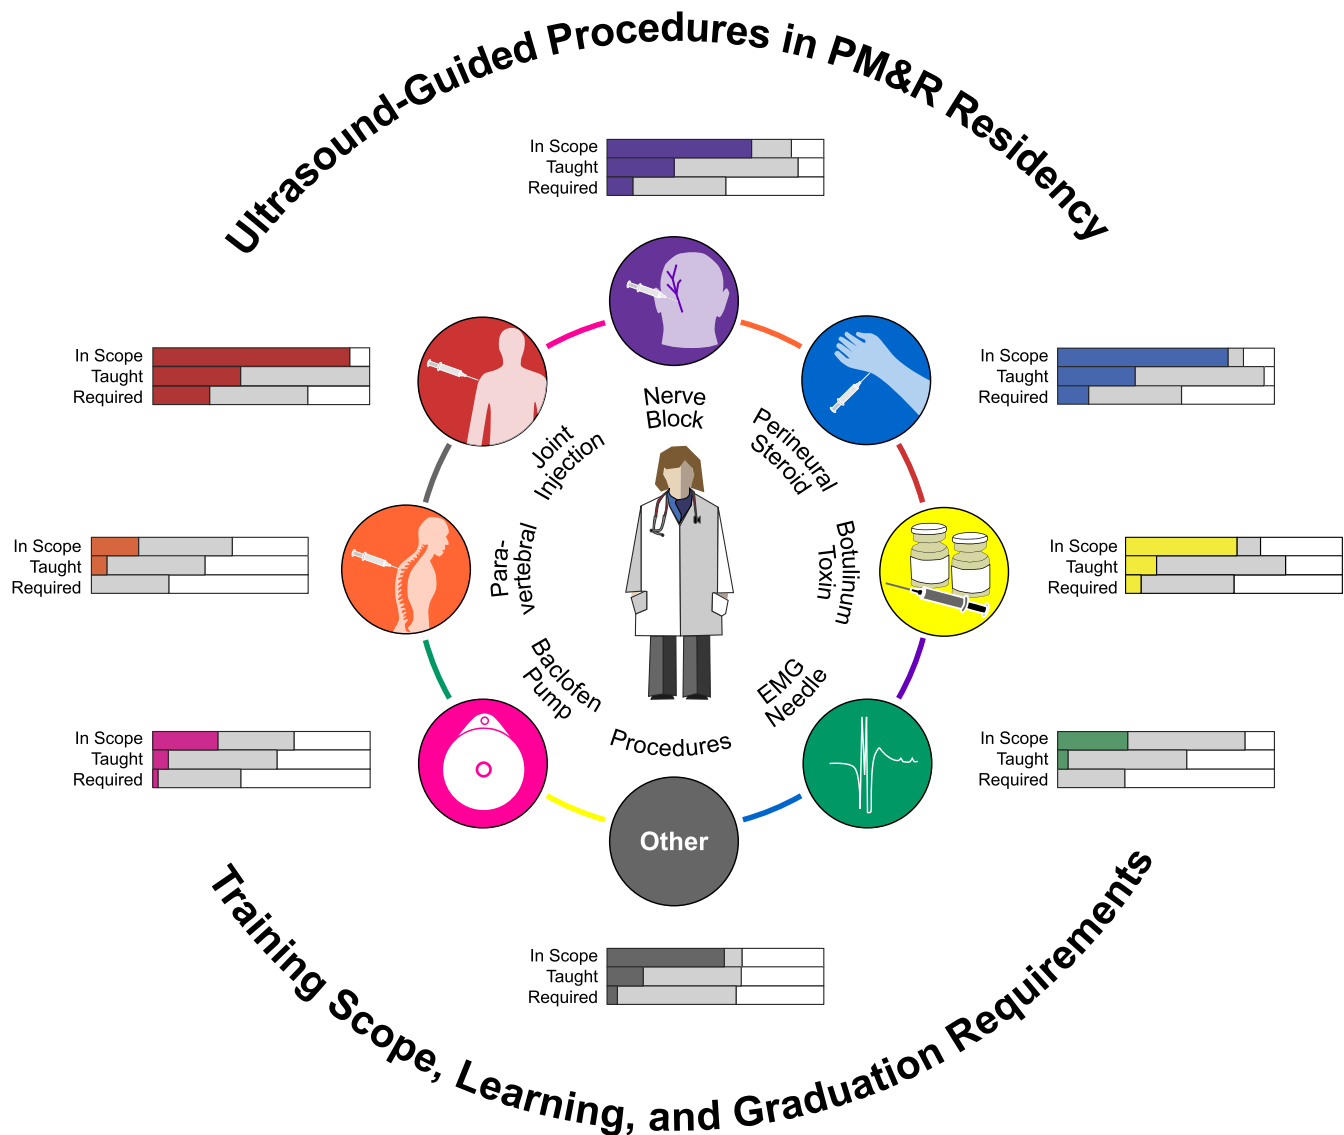 Ultrasound-Guided Procedures in PM&R Residency
In Scope
Taught
Required
In Scope
Taught
Required
In Scope
Taught
Required
Nerve
Block
Joint
Injection
Perineural
Steroid
In Scope
Taught
Required
In Scope
Taught
Required
Para-
vertebral
Botulinum
Toxin
Baclofen
Pump
EMG
Needle
In Scope
Taught
Required
In Scope
Taught
Required
Procedures
Other
In Scope
Taught
Required
Training Scope, Learning, and Graduation Requirements